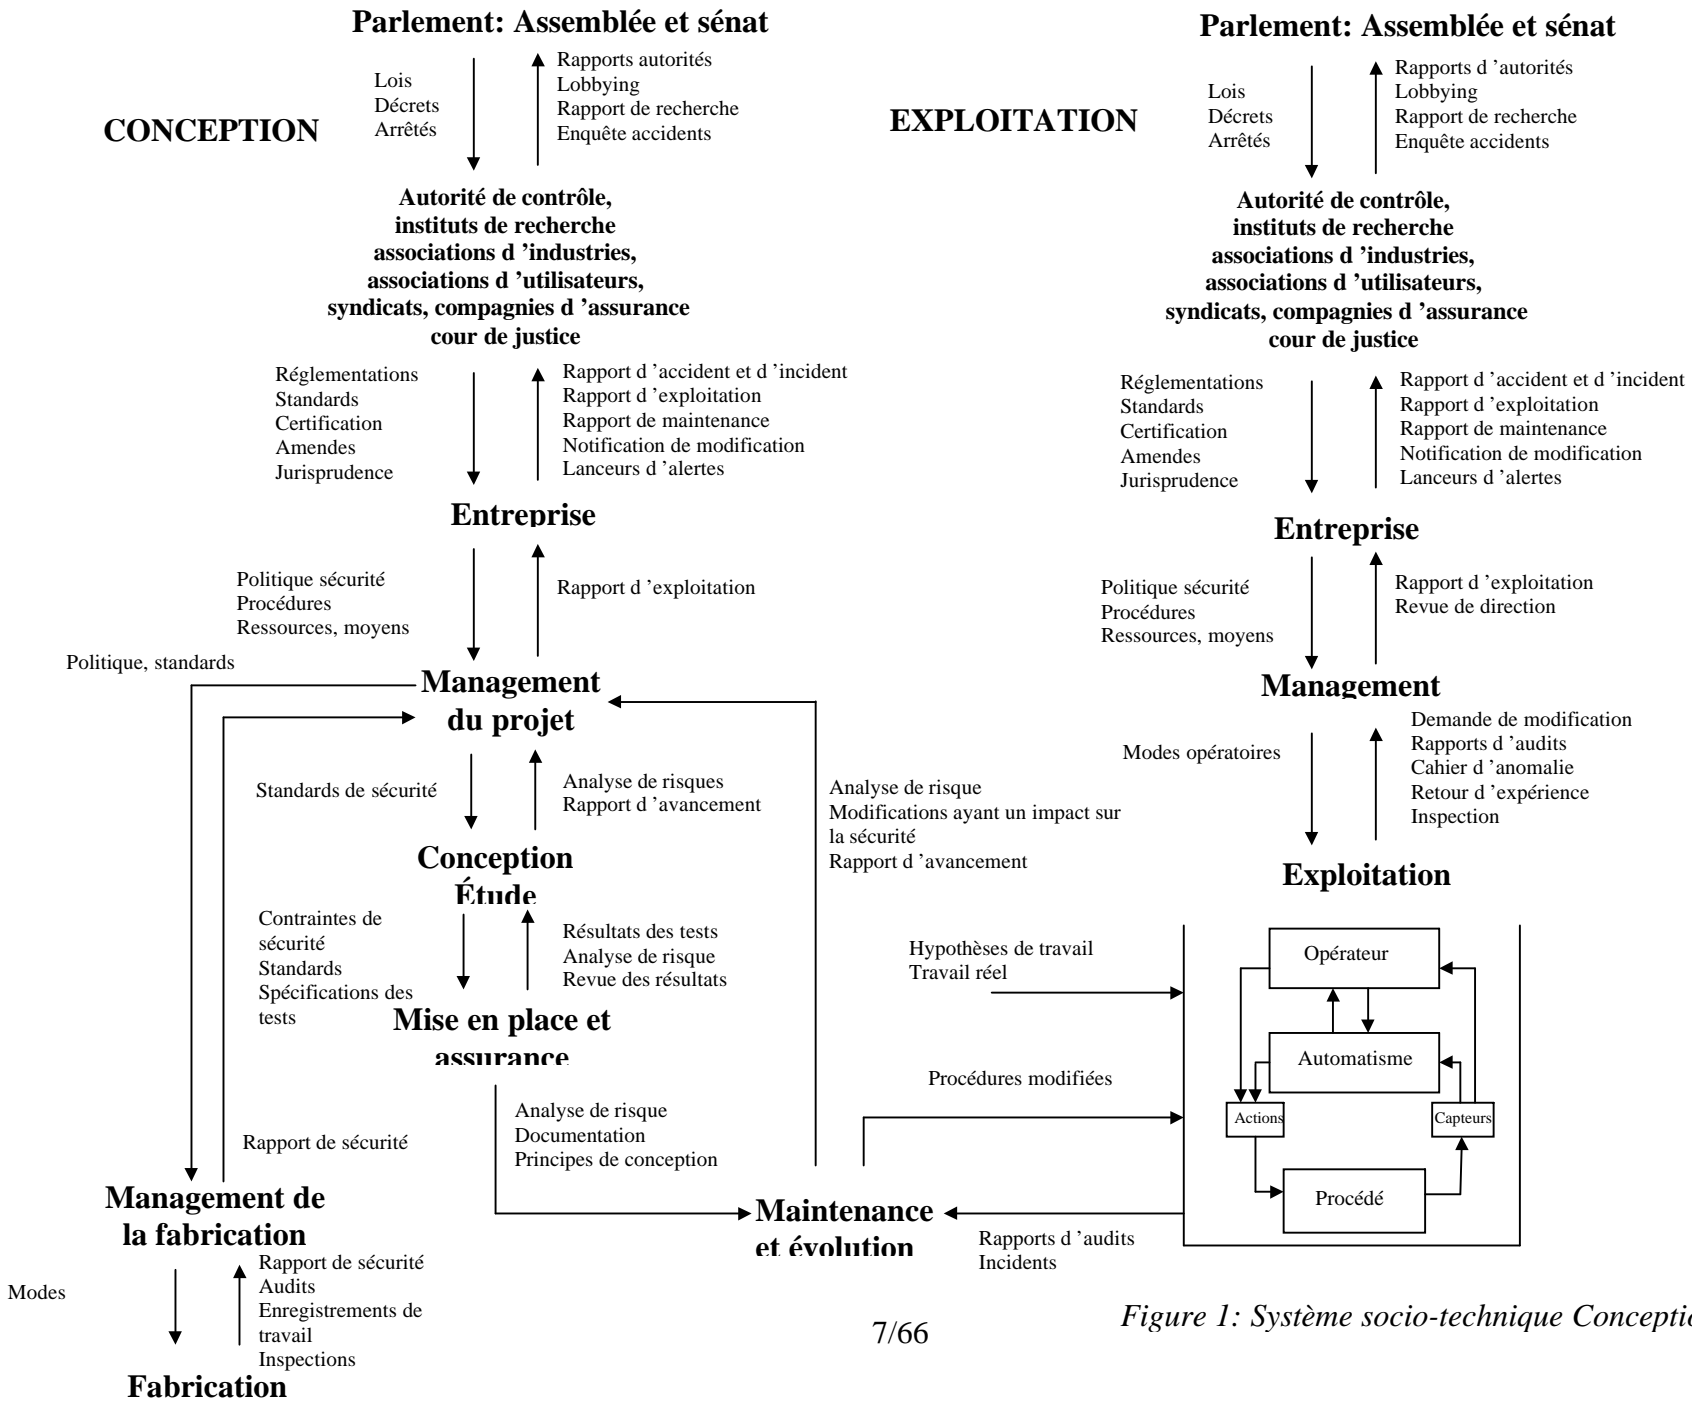 Parlement: Assemblée et sénat
Lois
Décrets
Arrêtés
Rapports autorités
Lobbying
Rapport de recherche
Enquête accidents
CONCEPTION
Autorité de contrôle,
instituts de recherche
associations d ’industries,
associations d ’utilisateurs,
syndicats, compagnies d ’assurance
cour de justice
Réglementations
Standards
Certification
Amendes
Jurisprudence
Rapport d ’accident et d ’incident
Rapport d ’exploitation
Rapport de maintenance
Notification de modification
Lanceurs d ’alertes
Entreprise
Politique sécurité
Procédures
Ressources, moyens
Rapport d ’exploitation
Politique, standards
Management
du projet
Standards de sécurité
Analyse de risques
Rapport d ’avancement
Conception
Étude
Contraintes de
sécurité
Standards
Spécifications des
tests
Résultats des tests
Analyse de risque
Revue des résultats
Mise en place et
assurance
Analyse de risque
Documentation
Principes de conception
Rapport de sécurité
Management de
la fabrication
Modes
Rapport de sécurité
Audits
Enregistrements de
travail
Inspections
Fabrication
Analyse de risque
Modifications ayant un impact sur
la sécurité
Rapport d ’avancement
Maintenance
et évolution
Parlement: Assemblée et sénat
Lois
Décrets
Arrêtés
Rapports d ’autorités
Lobbying
Rapport de recherche
Enquête accidents
EXPLOITATION
Autorité de contrôle,
instituts de recherche
associations d ’industries,
associations d ’utilisateurs,
syndicats, compagnies d ’assurance
cour de justice
Réglementations
Standards
Certification
Amendes
Jurisprudence
Rapport d ’accident et d ’incident
Rapport d ’exploitation
Rapport de maintenance
Notification de modification
Lanceurs d ’alertes
Entreprise
Politique sécurité
Procédures
Ressources, moyens
Rapport d ’exploitation
Revue de direction
Management
Modes opératoires
Demande de modification
Rapports d ’audits
Cahier d ’anomalie
Retour d ’expérience
Inspection
Exploitation
Hypothèses de travail
Travail réel
Procédures modifiées
Opérateur
Automatisme
Actions
Capteurs
Procédé
Rapports d ’audits
Incidents
7/66
Figure 1: Système socio-technique